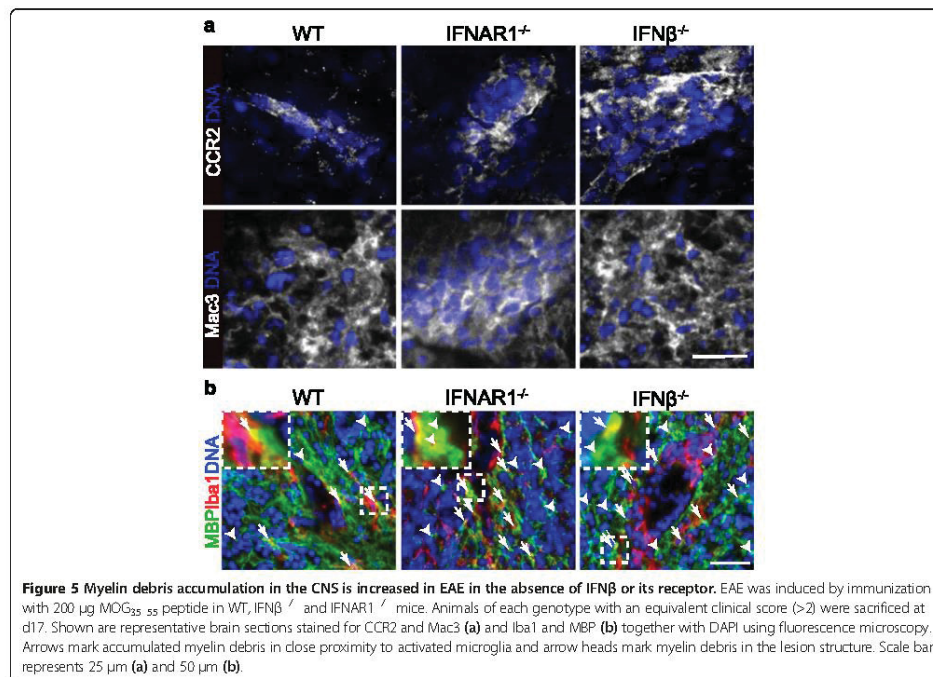 a
WT IFNAR1-/- IFNβ-/-
CCR2 DNA
Mac3 DNA
b
WT IFNAR1-/- IFNβ-/-
MBPIba1DNA
Figure 5 Myelin debris accumulation in the CNS is increased in EAE in the absence of IFNβ or its receptor. EAE was induced by immunization
with 200 μg MOG35 55 peptide in WT, IFNβ / and IFNAR1 / mice. Animals of each genotype with an equivalent clinical score (>2) were sacrificed at
d17. Shown are representative brain sections stained for CCR2 and Mac3 (a) and Iba1 and MBP (b) together with DAPI using fluorescence microscopy.
Arrows mark accumulated myelin debris in close proximity to activated microglia and arrow heads mark myelin debris in the lesion structure. Scale bar
represents 25 μm (a) and 50 μm (b).